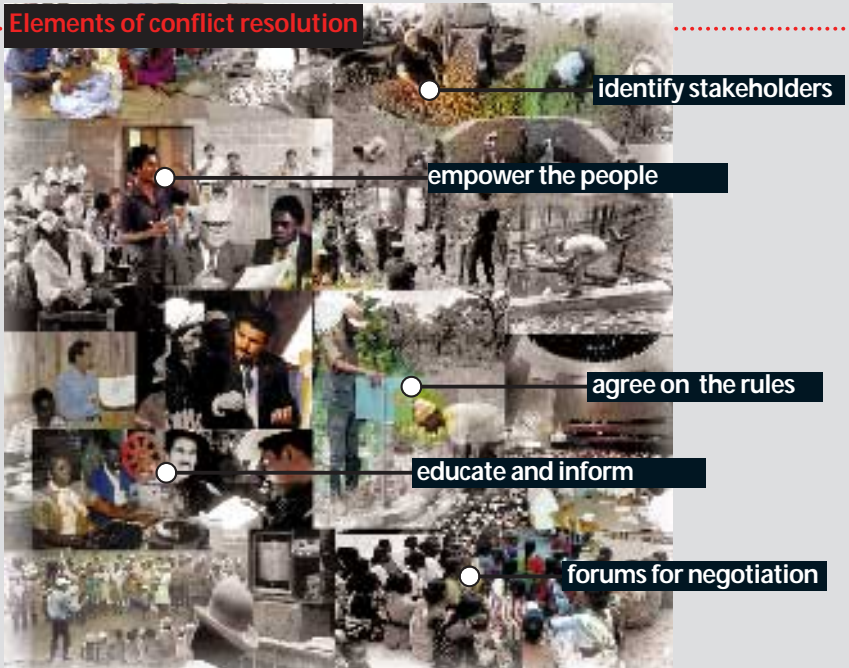 Elements of conflict resolution
identify stakeholders
empower the people
agree on the rules
educate and inform
forums for negotiation